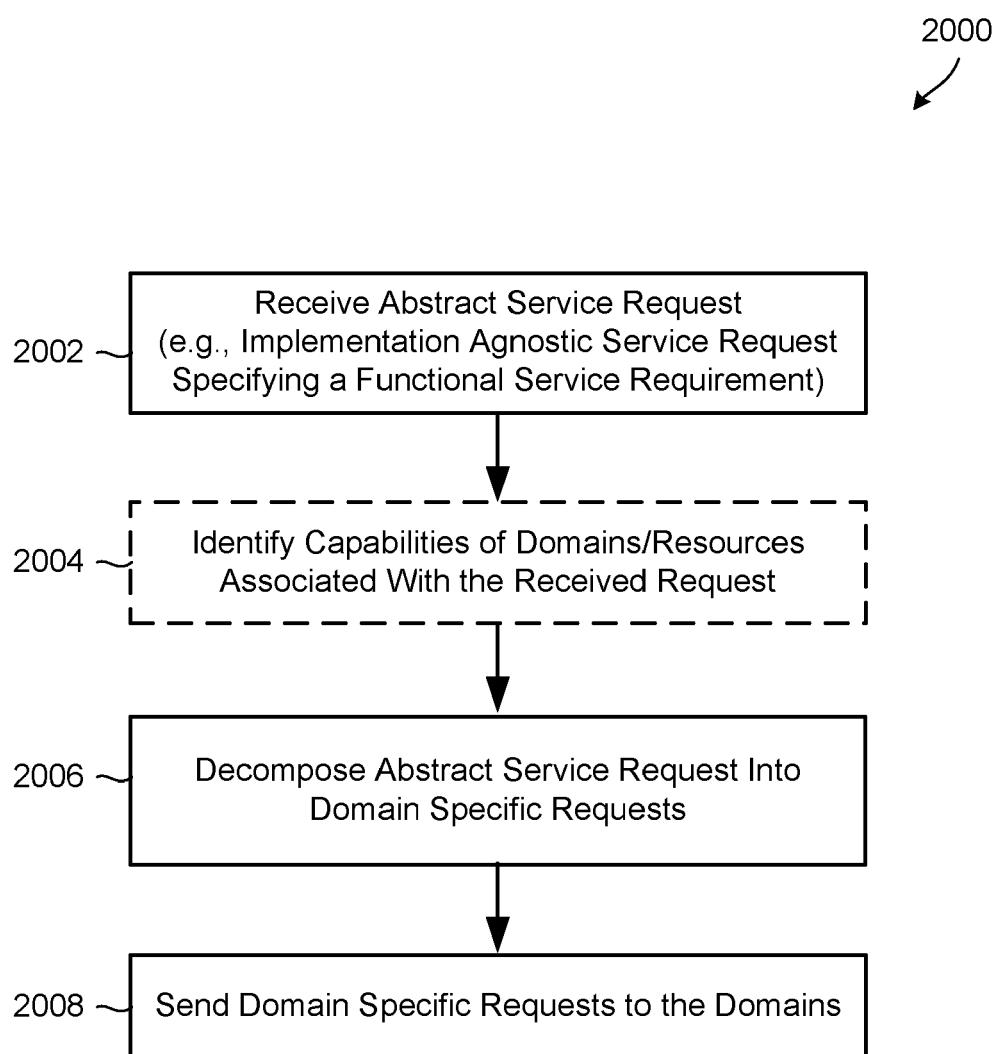 2000
2002
Receive Abstract Service Request
(e.g., Implementation Agnostic Service Request
Specifying a Functional Service Requirement)
2004
Identify Capabilities of Domains/Resources
Associated With the Received Request
2006
Decompose Abstract Service Request Into
Domain Specific Requests
2008
Send Domain Specific Requests to the Domains